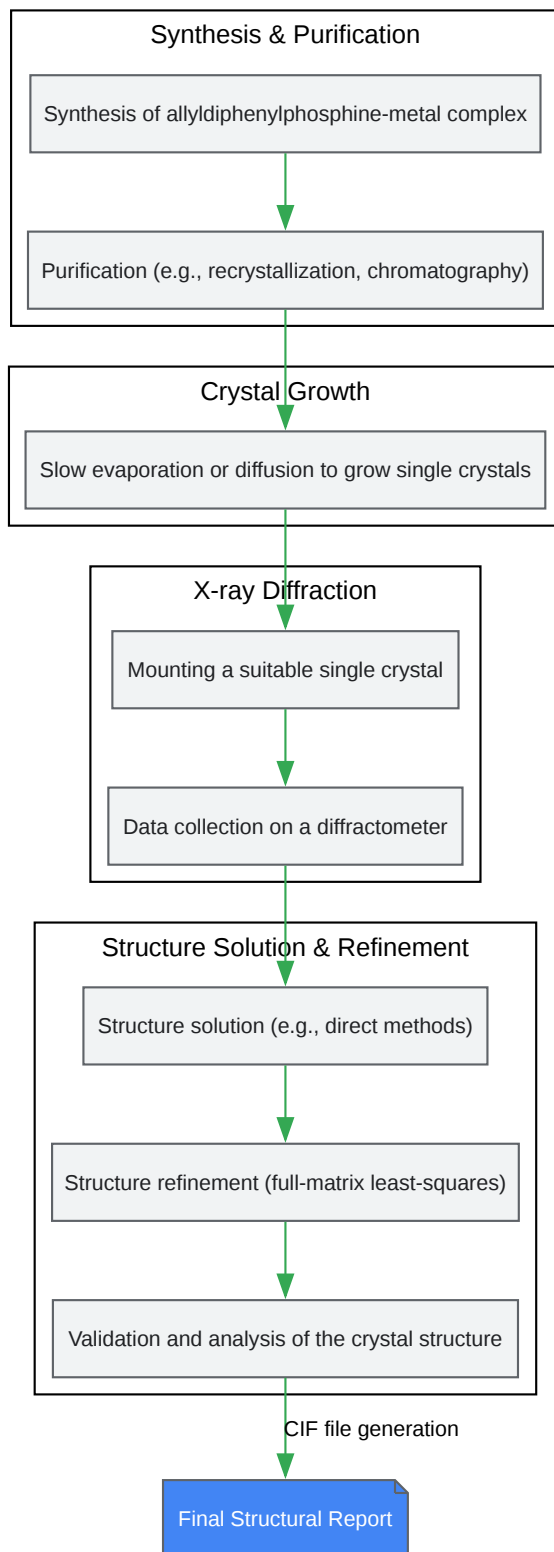 Synthesis & Purification
Synthesis of allyldiphenylphosphine-metal complex
Purification (e.g., recrystallization, chromatography)
Crystal Growth
Slow evaporation or diffusion to grow single crystals
X-ray Diffraction
Mounting a suitable single crystal
Data collection on a diffractometer
Structure Solution & Refinement
Structure solution (e.g., direct methods)
Structure refinement (full-matrix least-squares)
Validation and analysis of the crystal structure
CIF file generation
Final Structural Report